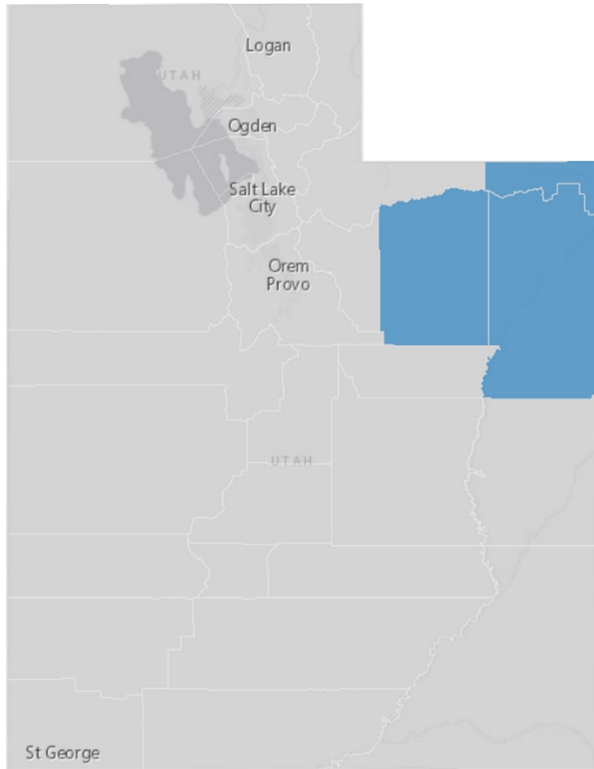 Logan
UTAH
Ogden
Salt Lake
City
Orem
Provo
UTAH
St George